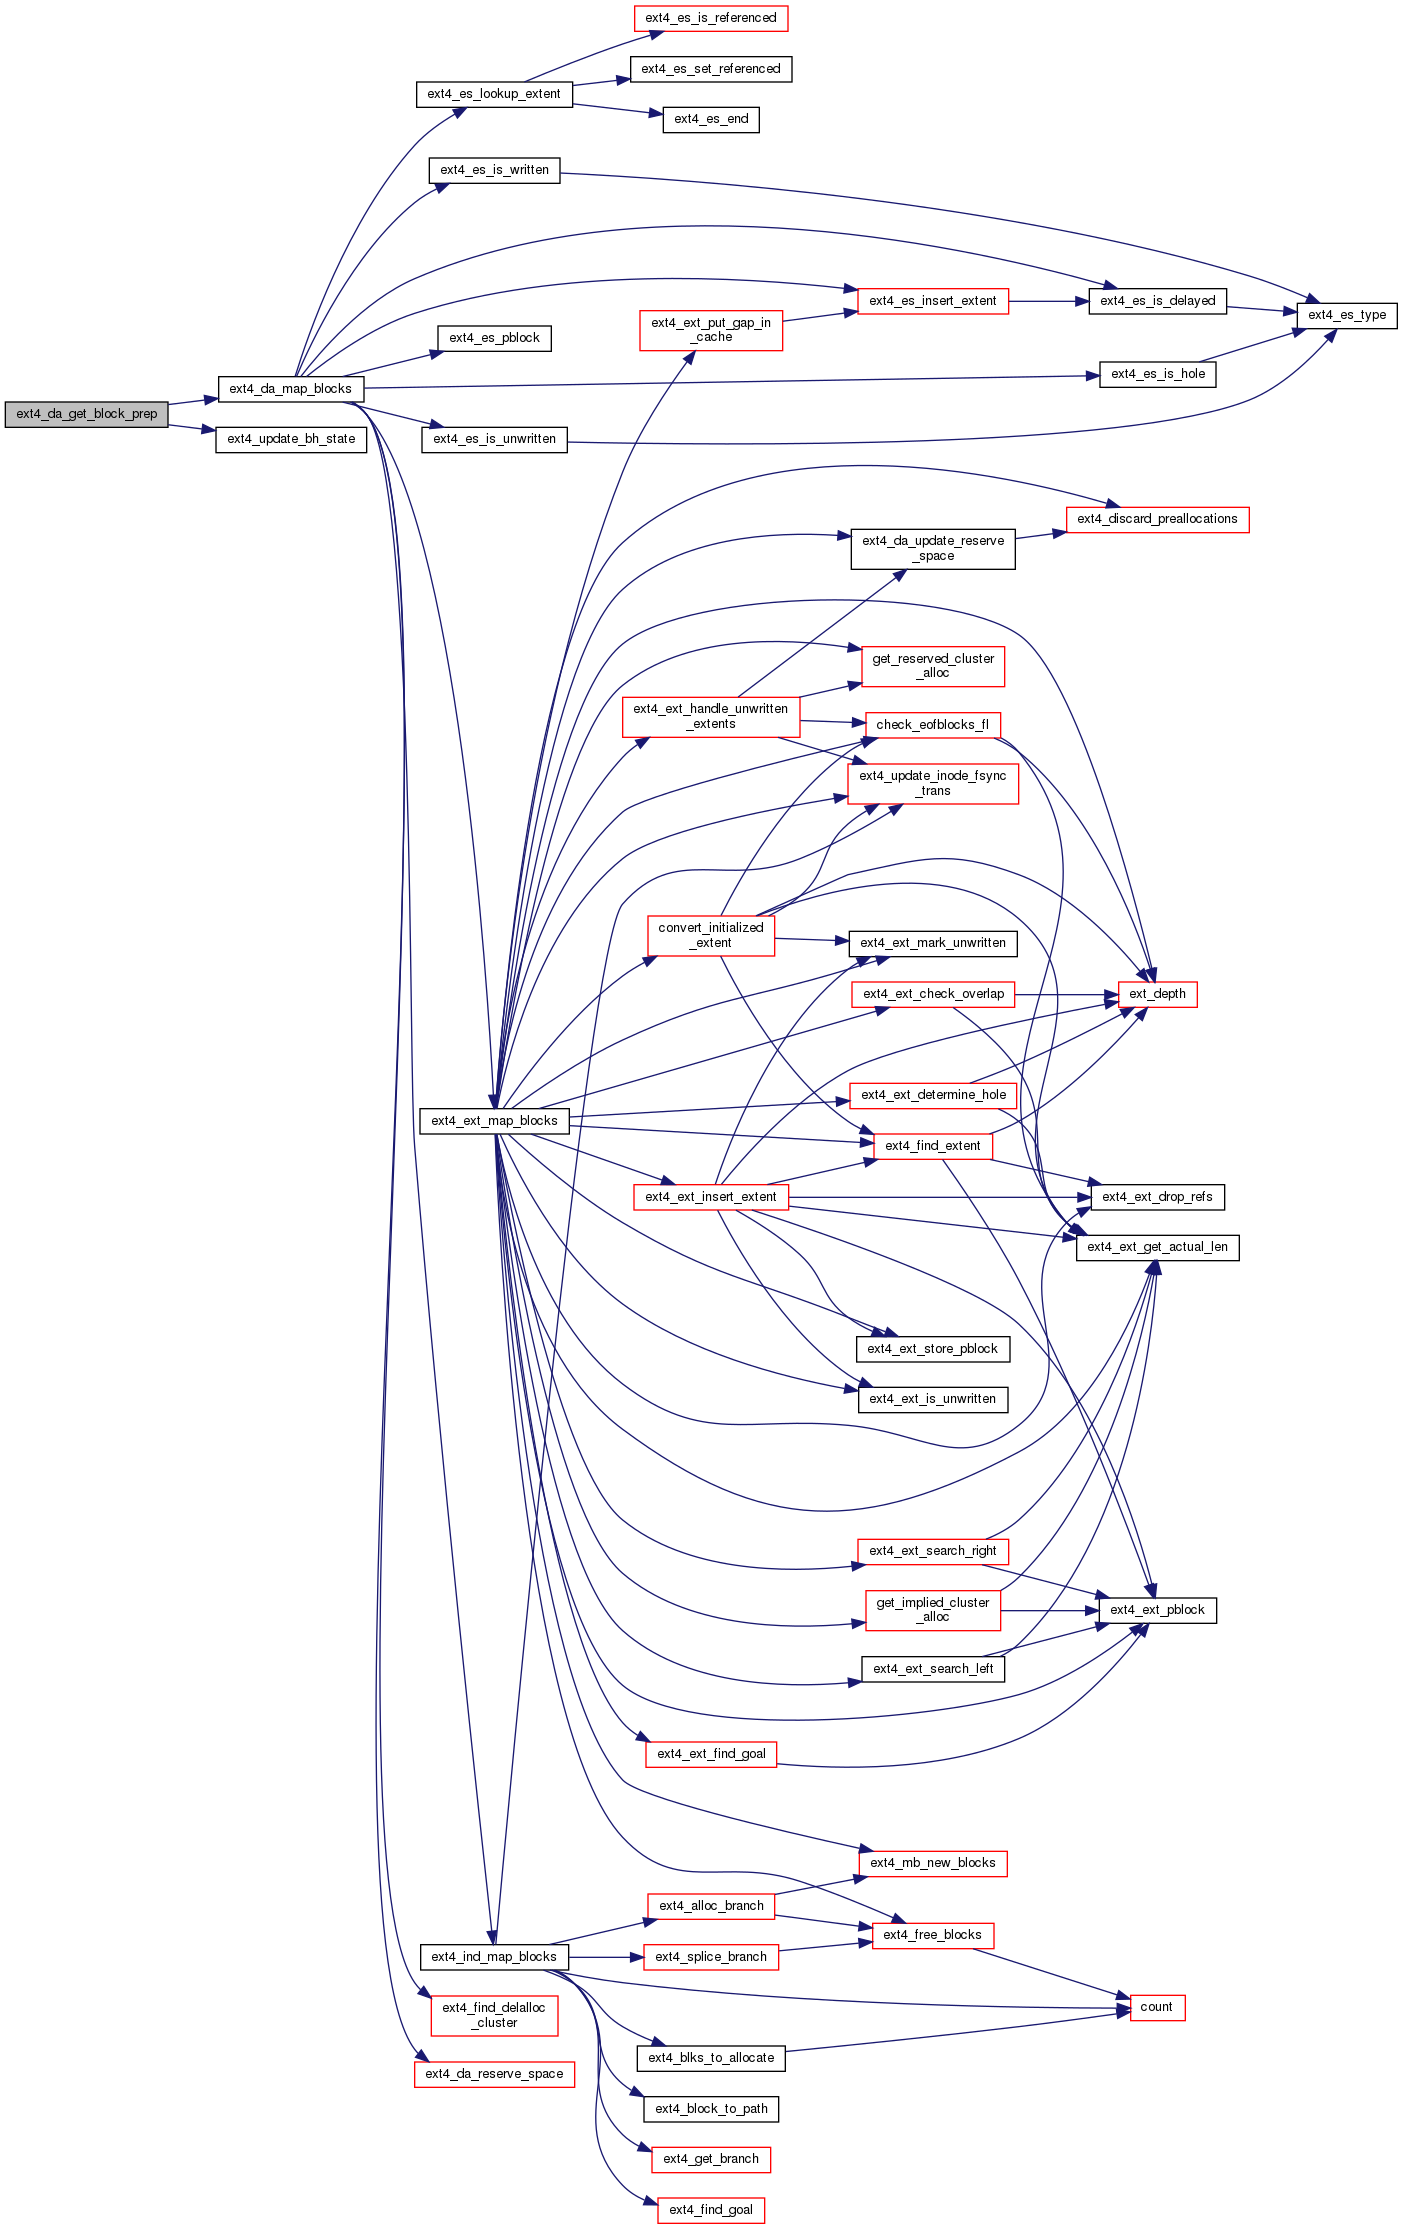 ext4_es_is_referenced
ext4_es_set_referenced
ext4_es_lookup_extent
ext4_es_end
ext4_es_is_written
ext4_es_insert_extent
ext4_es_is_delayed
ext4_es_type
ext4_ext_put_gap_in
_cache
ext4_es_pblock
ext4_es_is_hole
ext4_da_map_blocks
ext4_da_get_block_prep
ext4_update_bh_state
ext4_es_is_unwritten
ext4_discard_preallocations
ext4_da_update_reserve
_space
get_reserved_cluster
_alloc
ext4_ext_handle_unwritten
_extents
check_eofblocks_fl
ext4_update_inode_fsync
_trans
convert_initialized
_extent
ext4_ext_mark_unwritten
ext4_ext_check_overlap
ext_depth
ext4_ext_determine_hole
ext4_ext_map_blocks
ext4_find_extent
ext4_ext_insert_extent
ext4_ext_drop_refs
ext4_ext_get_actual_len
ext4_ext_store_pblock
ext4_ext_is_unwritten
ext4_ext_search_right
get_implied_cluster
_alloc
ext4_ext_pblock
ext4_ext_search_left
ext4_ext_find_goal
ext4_mb_new_blocks
ext4_alloc_branch
ext4_free_blocks
ext4_ind_map_blocks
ext4_splice_branch
ext4_find_delalloc
_cluster
count
ext4_blks_to_allocate
ext4_da_reserve_space
ext4_block_to_path
ext4_get_branch
ext4_find_goal